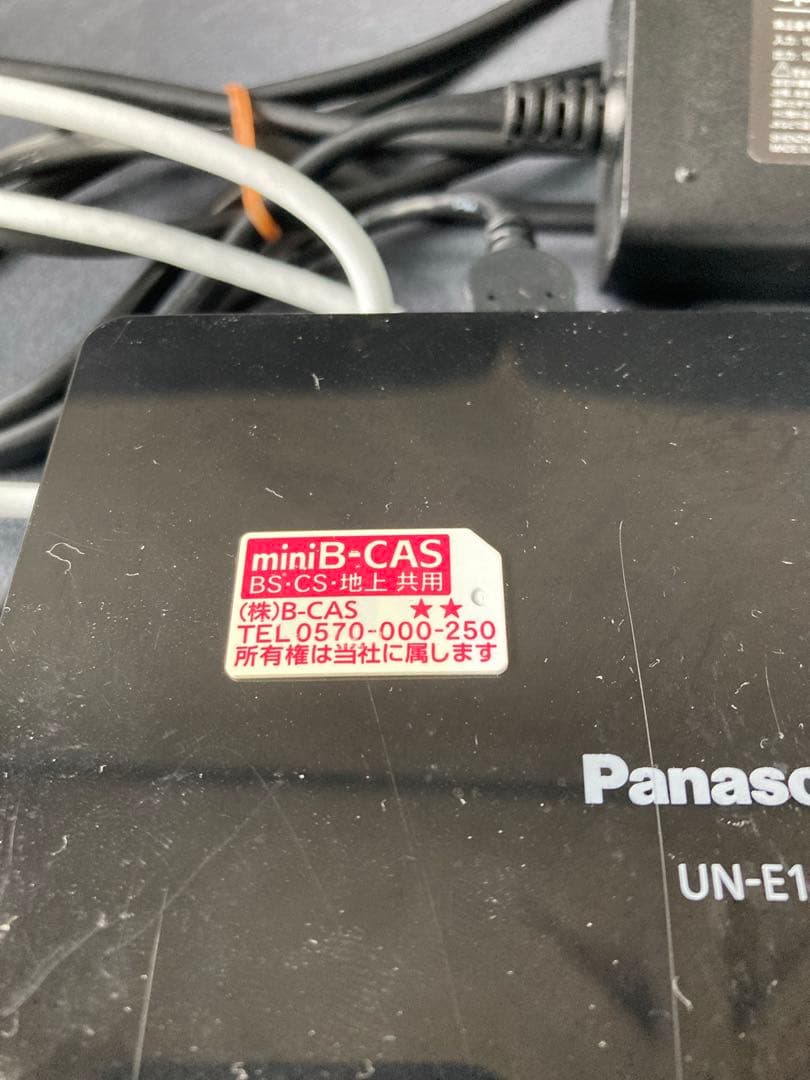 miniB-CAS
BS・CS・地上 共用
(株)B-CAS ★★
TEL 0570-000-250
所有権は当社に属します
Panaso
UN-E1